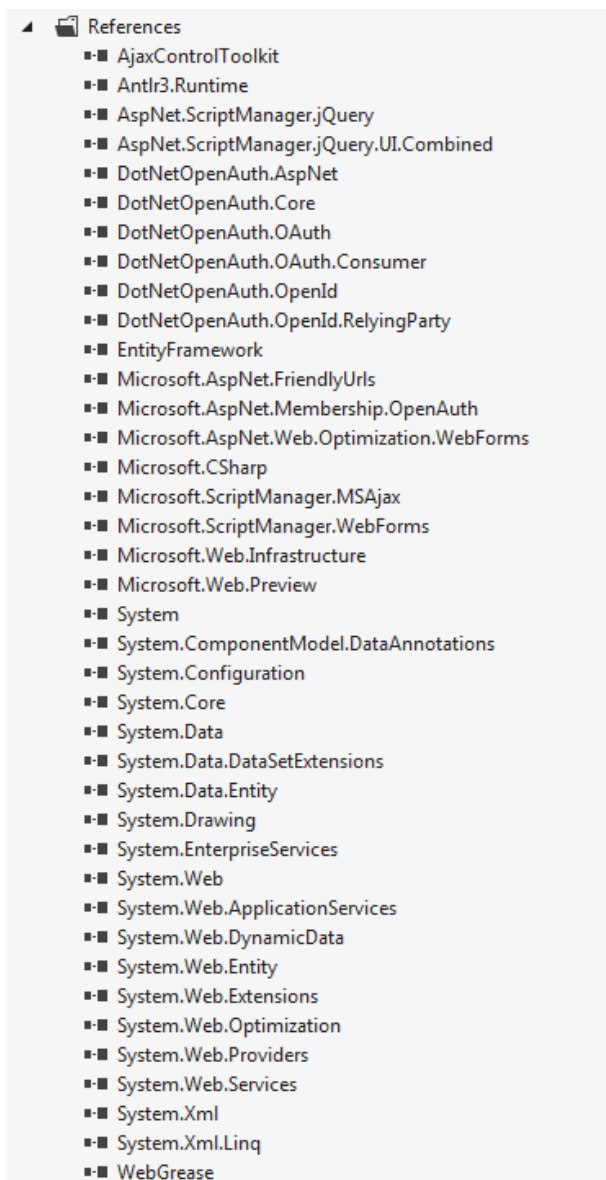 References
AjaxControlToolkit
Antlr3.Runtime
AspNet.ScriptManager.jQuery
AspNet.ScriptManager.jQuery.UI.Combined
DotNetOpenAuth.AspNet
DotNetOpenAuth.Core
DotNetOpenAuth.OAuth
DotNetOpenAuth.OAuth.Consumer
DotNetOpenAuth.OpenId
DotNetOpenAuth.OpenId.RelyingParty
EntityFramework
Microsoft.AspNet.FriendlyUrls
Microsoft.AspNet.Membership.OpenAuth
Microsoft.AspNet.Web.Optimization.WebForms
Microsoft.CSharp
Microsoft.ScriptManager.MSAjax
Microsoft.ScriptManager.WebForms
Microsoft.Web.Infrastructure
Microsoft.Web.Preview
System
System.ComponentModel.DataAnnotations
System.Configuration
System.Core
System.Data
System.Data.DataSetExtensions
System.Data.Entity
System.Drawing
System.EnterpriseServices
System.Web
System.Web.ApplicationServices
System.Web.DynamicData
System.Web.Entity
System.Web.Extensions
System.Web.Optimization
System.Web.Providers
System.Web.Services
System.Xml
System.Xml.Linq
WebGrease